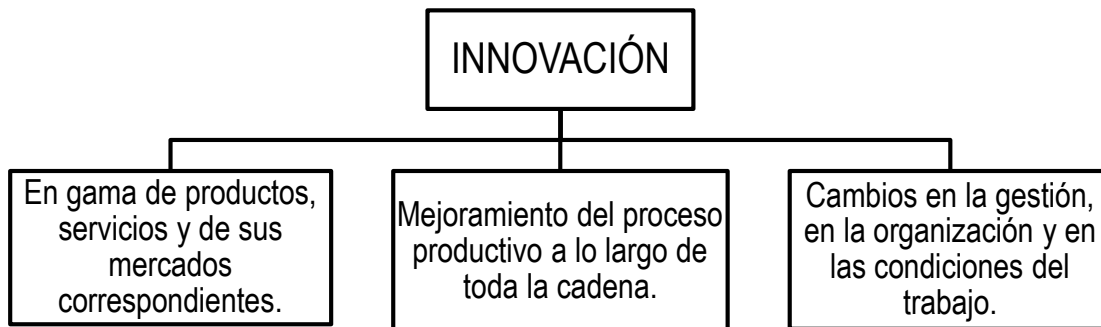 INNOVACIÓN
En gama de productos,
servicios y de sus
mercados
correspondientes.
Mejoramiento del proceso
productivo a lo largo de
toda la cadena.
Cambios en la gestión,
en la organización y en
las condiciones del
trabajo.